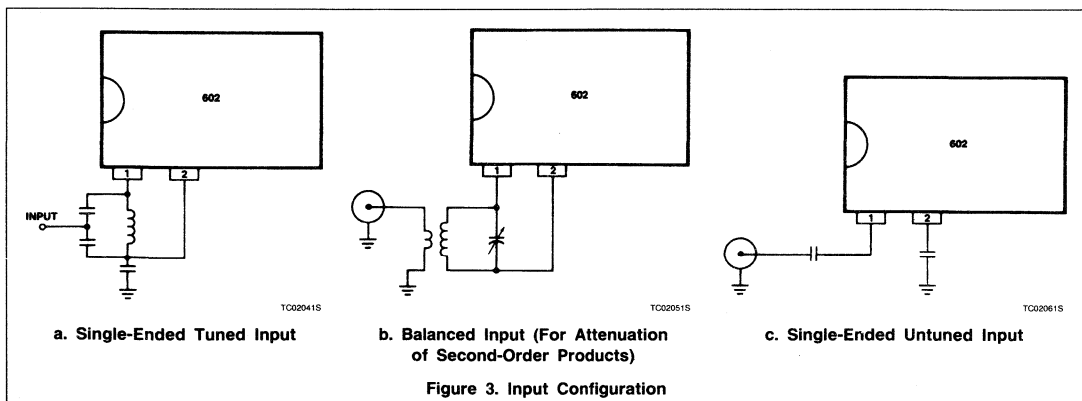 602
1
2
INPUT
TC02041S
a. Single-Ended Tuned Input
602
1
2
TC02051S
b. Balanced Input (For Attenuation
of Second-Order Products)
602
1
2
TC02061S
c. Single-Ended Untuned Input
Figure 3. Input Configuration